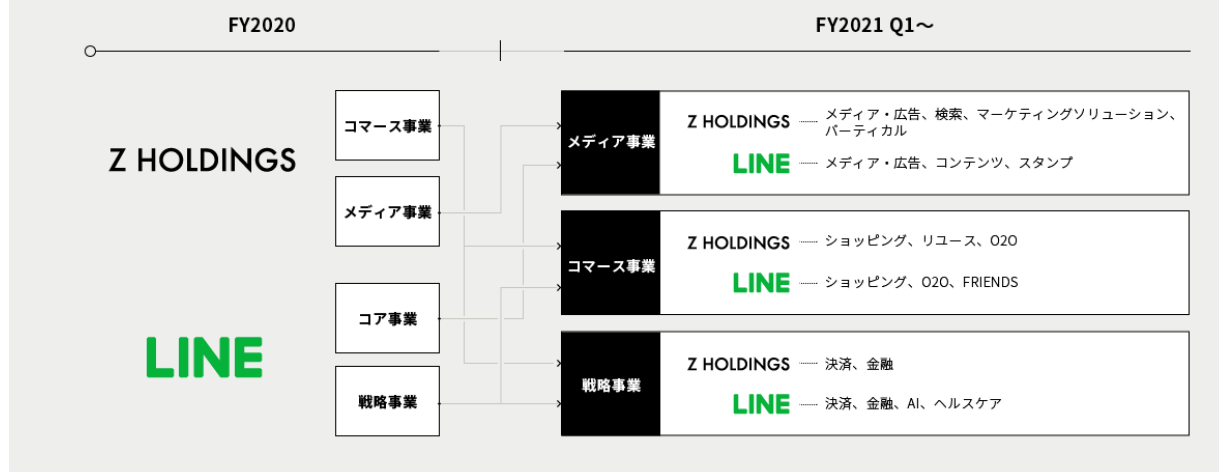 FY2020
FY2021 Q1～
Z HOLDINGS
コマース事業
メディア事業
LINE
コア事業
戦略事業
メディア事業
Z HOLDINGS
メディア・広告、検索、マーケティングソリューション、
バーティカル
LINE
メディア・広告、コンテンツ、スタンプ
コマース事業
Z HOLDINGS
ショッピング、リユース、O2O
LINE
ショッピング、O2O、FRIENDS
戦略事業
Z HOLDINGS
決済、金融
LINE
決済、金融、AI、ヘルスケア